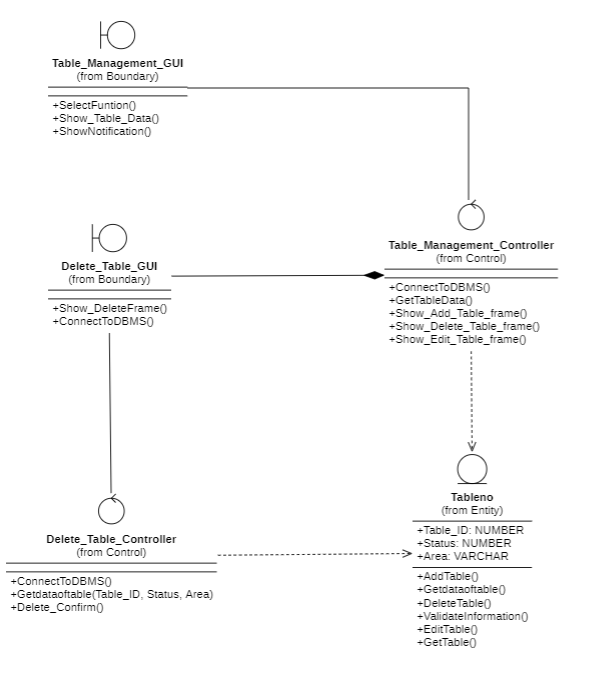 Table_Management_GUI
(from Boundary)
+SelectFuntion()
+Show_Table_Data()
+ShowNotification()
Delete_Table_GUI
(from Boundary)
+Show_DeleteFrame()
+ConnectToDBMS()
Table_Management_Controller
(from Control)
+ConnectToDBMS()
+GetTableData()
+Show_Add_Table_frame()
+Show_Delete_Table_frame()
+Show_Edit_Table_frame()
Delete_Table_Controller
(from Control)
+ConnectToDBMS()
+Getdataoftable(Table_ID, Status, Area)
+Delete_Confirm()
Tableno
(from Entity)
+Table_ID: NUMBER
+Status: NUMBER
+Area: VARCHAR
+AddTable()
+Getdataoftable()
+DeleteTable()
+ValidateInformation()
+EditTable()
+GetTable()